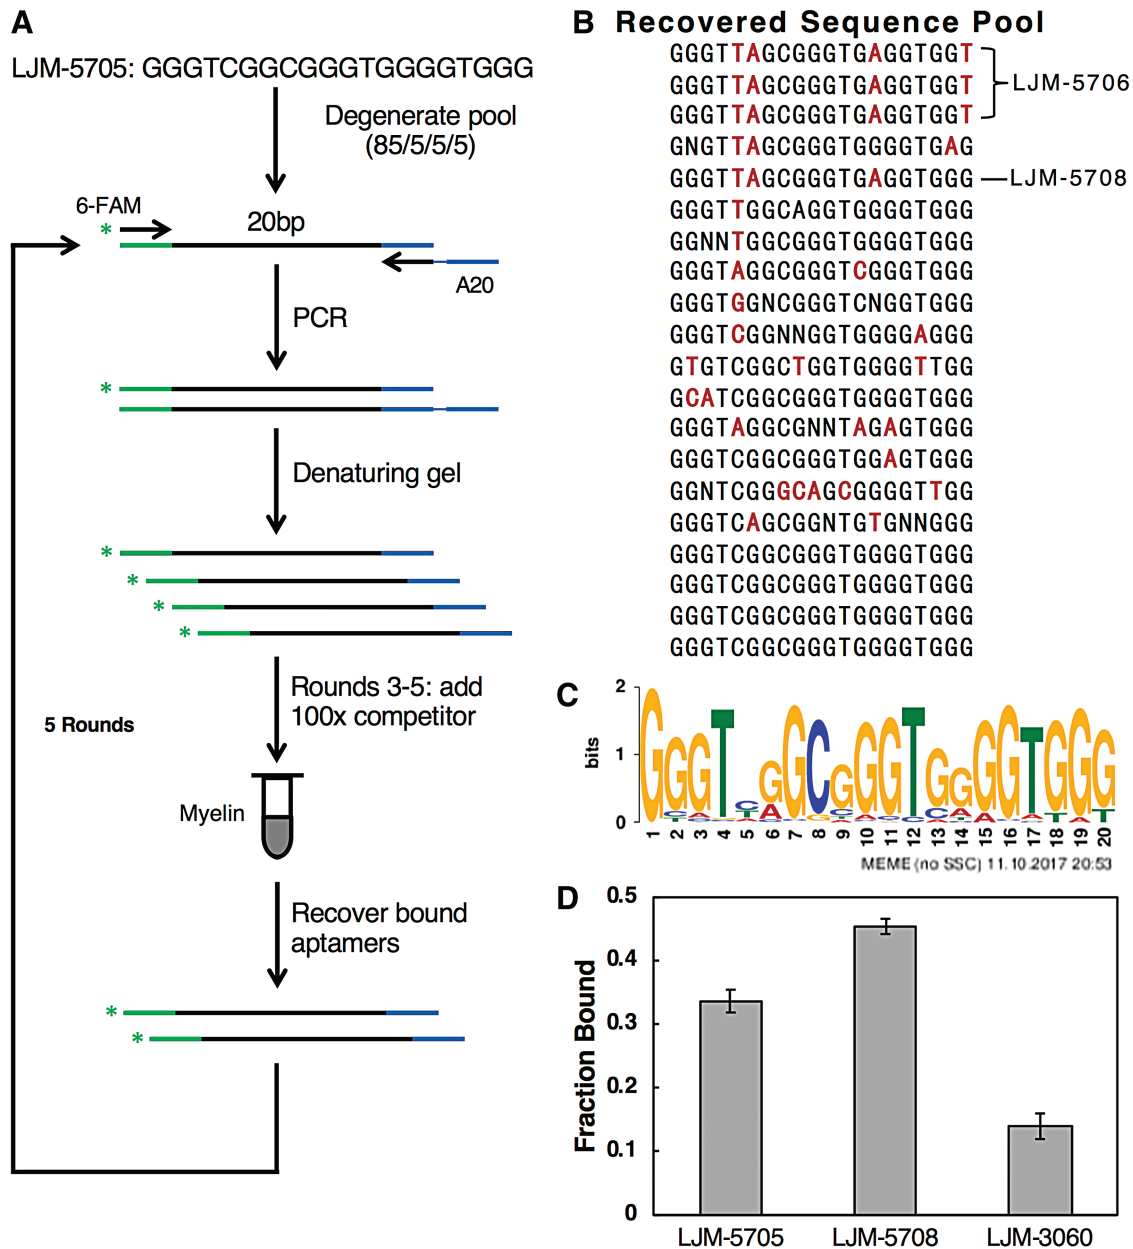 A
LJM-5705: GGGTCGGCGGGTGGGGTGGG
Degenerate pool
(85/5/5/5)
6-FAM
*
20bp
A20
PCR
*
Denaturing gel
*
*
*
*
Rounds 3-5: add
100x competitor
5 Rounds
Myelin
Recover bound
aptamers
*
*
B Recovered Sequence Pool
GGGTTAGCGGGTGAGGTGGT
GGGTTAGCGGGTGAGGTGGT
LJM-5706
GGGTTAGCGGGTGAGGTGGT
GNGTTAGCGGGTGGGGTGAG
GGGTTAGCGGGTGAGGTGGG
LJM-5708
GGGTTGGCAGGTGGGGTGGG
GGNNTGGCGGGTGGGGTGGG
GGGTAGGCGGGTCGGGTGGG
GGGTGGNCGGGTCNGGTGGG
GGGTCGGNNGGTGGGGAGGG
GTGTCGGCTGGTGGGGTTGG
GCATCGGCGGGTGGGGTGGG
GGGTAGGCGNNTAGAGTGGG
GGGTCGGCGGGTGGAGTGGG
GGNTCGGGCAGCGGGGTTGG
GGGTCAGCGGNTGTGNNGGG
GGGTCGGCGGGTGGGGTGGG
GGGTCGGCGGGTGGGGTGGG
GGGTCGGCGGGTGGGGTGGG
GGGTCGGCGGGTGGGGTGGG
C
2
1
0
bits
GGGT GGCGGGTGGGGTGGG
1 2 3 4 5 6 7 8 9 10 11 12 13 14 15 16 17 18 19 20
MEME (no SSC) 11.10.2017 20:53
D
Fraction Bound
0.5
0.4
0.3
0.2
0.1
0
LJM-5705 LJM-5708 LJM-3060